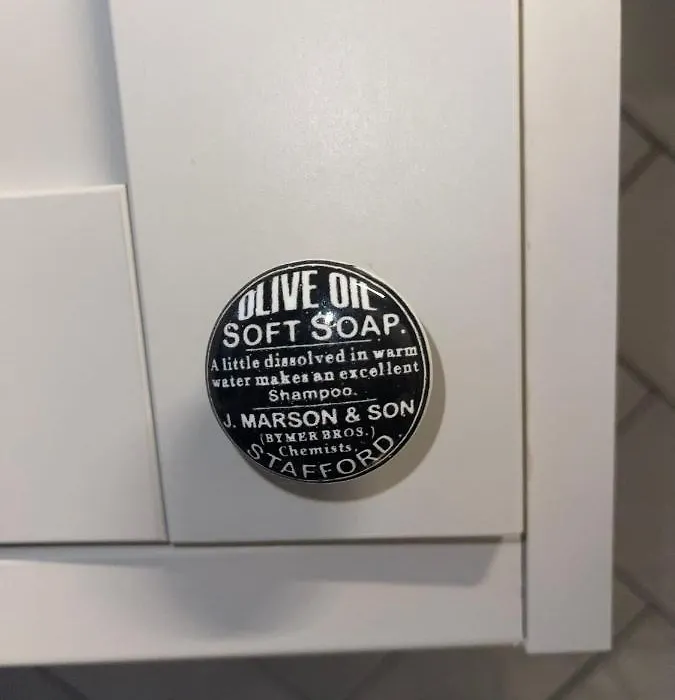 OLIVE OIL
SOFT SOAP.
A little dissolved in warm
water makes an excellent
Shampoo.
J. MARSON & SON
(BYMER BROS.)
Chemists.
STAFFORD.